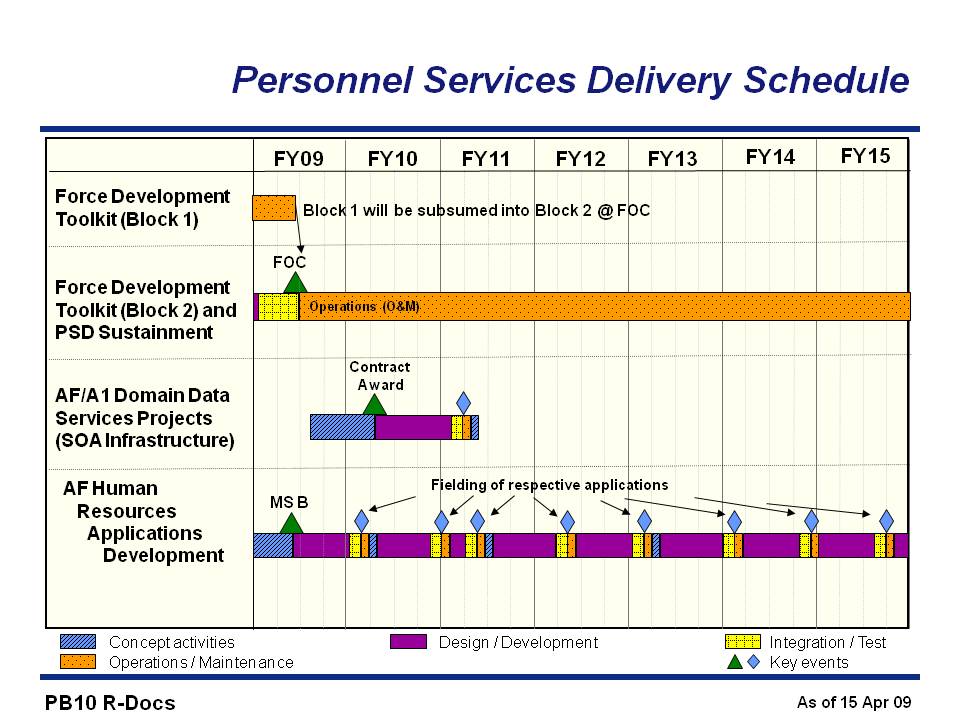 Personnel Services Delivery Schedule
FY09 FY10 FY11 FY12 FY13 FY14 FY15
Force Development
Toolkit (Block 1)
Block 1 will be subsumed into Block 2 @ FOC
FOC
Force Development
Toolkit (Block 2) and
PSD Sustainment
Operations (O&M)
Contract
Award
AF/A1 Domain Data
Services Projects
(SOA Infrastructure)
AF Human
Resources
Applications
Development
MS B
Fielding of respective applications
Concept activities
Design / Development
Integration / Test
Operations / Maintenance
Key events
PB10 R-Docs
As of 15 Apr 09